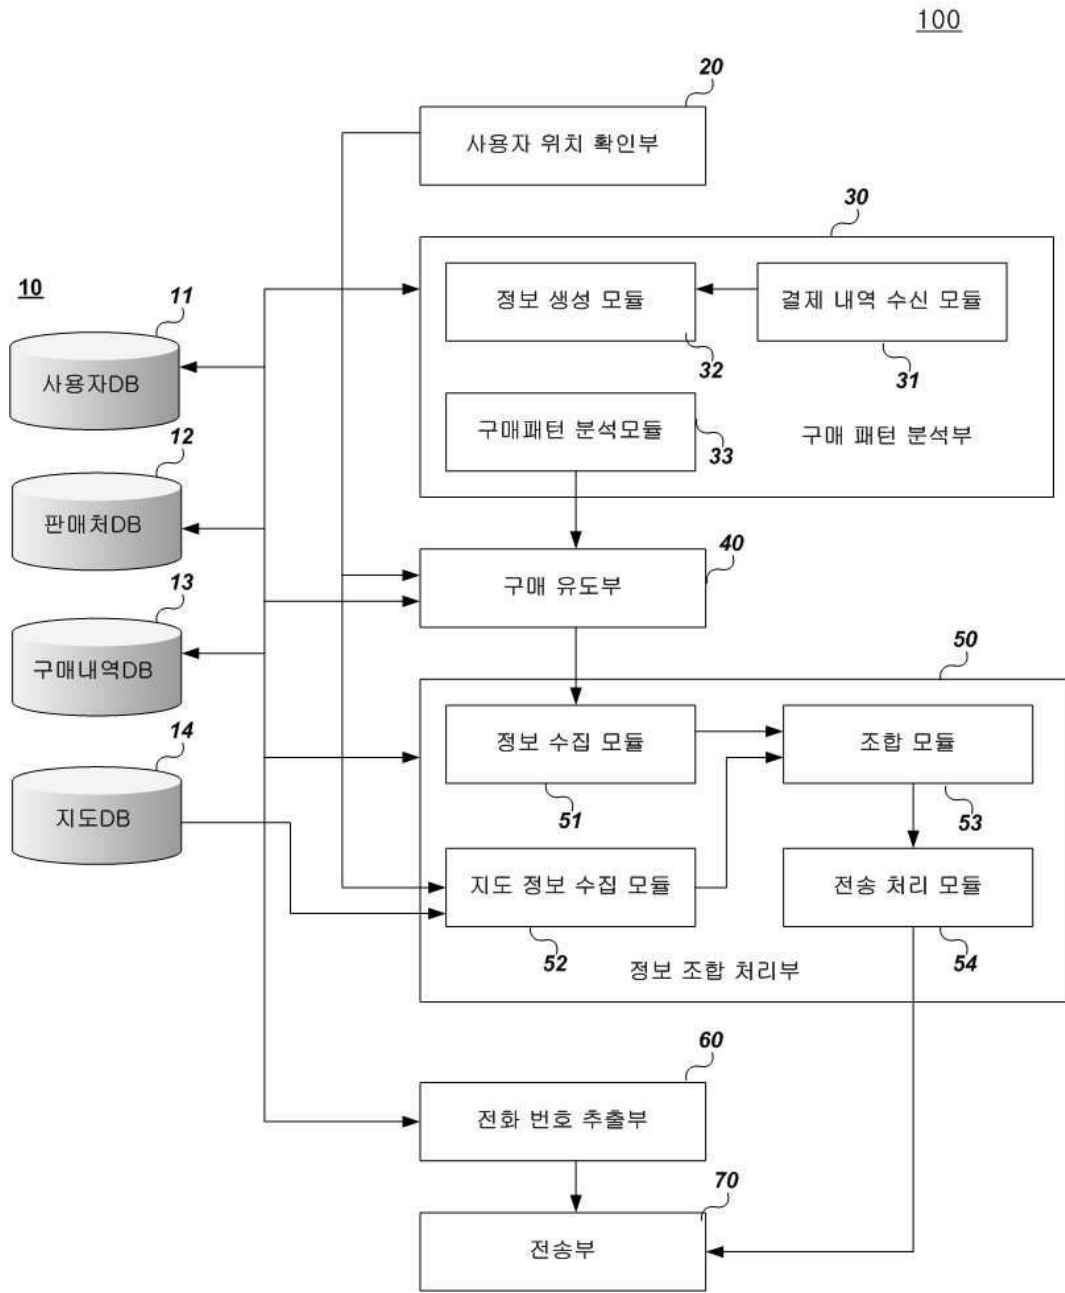 100
20
사용자 위치 확인부
30
10
정보 생성 모듈
결제 내역 수신 모듈
11
32
31
사용자DB
구매패턴 분석모듈
구매 패턴 분석부
12
33
판매처DB
40
구매 유도부
13
구매내역DB
50
14
정보 수집 모듈
조합 모듈
지도DB
51
53
지도 정보 수집 모듈
전송 처리 모듈
52
54
정보 조합 처리부
60
전화 번호 추출부
70
전송부